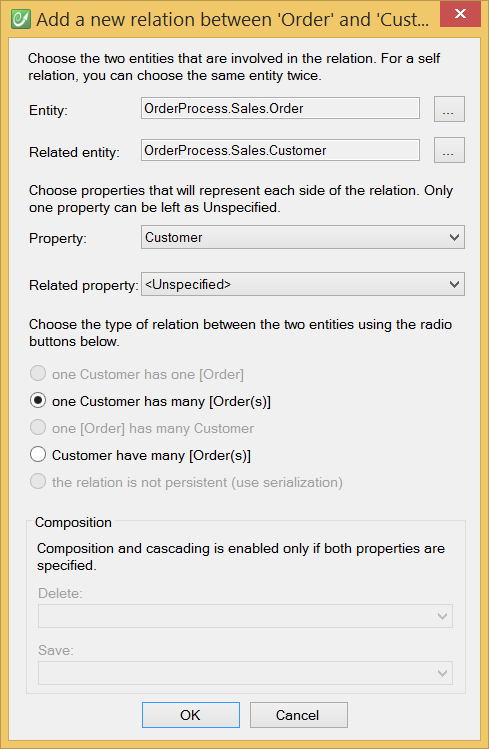 Add a new relation between 'Order' and 'Cust...
Choose the two entities that are involved in the relation. For a self
relation, you can choose the same entity twice.
Entity: OrderProcess.Sales.Order ...
Related entity: OrderProcess.Sales.Customer ...
Choose properties that will represent each side of the relation. Only
one property can be left as Unspecified.
Property: Customer
Related property: <Unspecified>
Choose the type of relation between the two entities using the radio
buttons below.
one Customer has one [Order]
one Customer has many [Order(s)]
one [Order] has many Customer
Customer have many [Order(s)]
the relation is not persistent (use serialization)
Composition
Composition and cascading is enabled only if both properties are
specified.
Delete:
Save:
OK Cancel